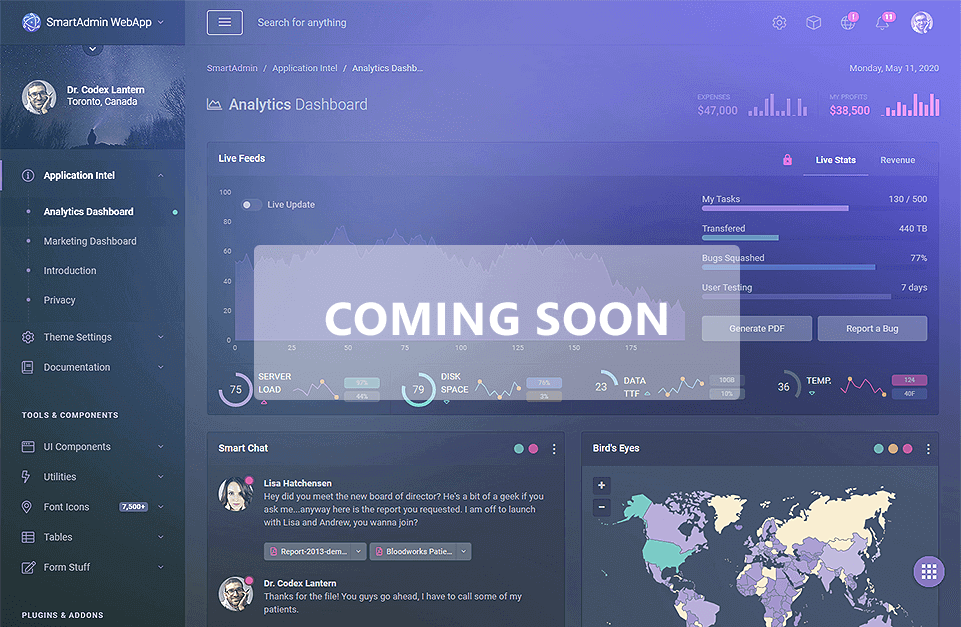 SmartAdmin WebApp
Search for anything
!
11
Dr. Codex Lantern
Toronto, Canada
SmartAdmin / Application Intel / Analytics Dashb...
Monday, May 11, 2020
Analytics Dashboard
EXPENSES
$47,000
MY PROFITS
$38,500
Application Intel
Analytics Dashboard
Marketing Dashboard
Introduction
Privacy
Theme Settings
Documentation
TOOLS & COMPONENTS
UI Components
Utilities
Font Icons 7,500+
Tables
Form Stuff
PLUGINS & ADDONS
Live Feeds
Live Stats
Revenue
100
80
60
40
20
0
Live Update
0 25 50 75 100 125 150 175
My Tasks 130 / 500
Transfered 440 TB
Bugs Squashed 77%
User Testing 7 days
Generate PDF
Report a Bug
COMING SOON
75
SERVER
LOAD
97%
44%
79
DISK
SPACE
76%
3%
23
DATA
TTF
10GB
10%
36
TEMP.
124
40F
Smart Chat
Lisa Hatchensen
Hey did you meet the new board of director? He's a bit of a geek if you
ask me...anyway here is the report you requested. I am off to launch
with Lisa and Andrew, you wanna join?
Report-2013-dem...
Bloodworks Patie...
Dr. Codex Lantern
Thanks for the file! You guys go ahead, I have to call some of my
patients.
Bird's Eyes
+
−